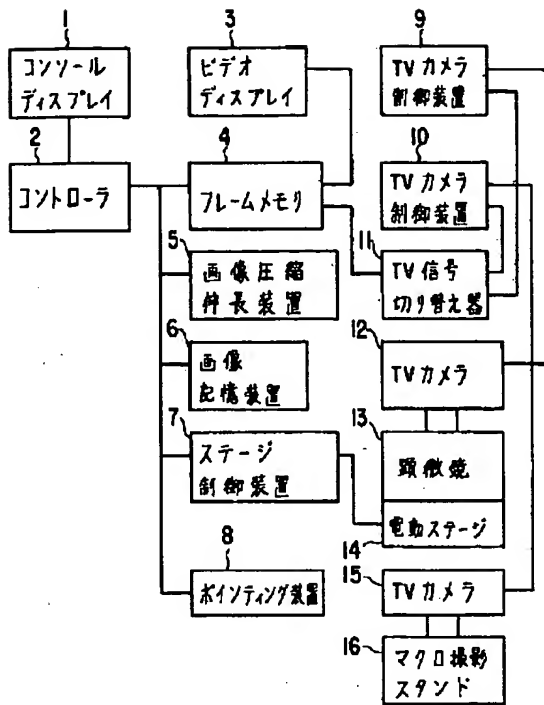 1
コンソール
ディスプレイ
2
コントローラ
3
ビデオ
ディスプレイ
4
フレームメモリ
5
画像圧縮
伸長装置
6
画像
記憶装置
7
ステージ
制御装置
8
ポインティング装置
9
TVカメラ
制御装置
10
TVカメラ
制御装置
11
TV信号
切り替え器
12
TVカメラ
13
顕微鏡
電動ステージ
14
15
TVカメラ
16
マクロ撮影
スタンド